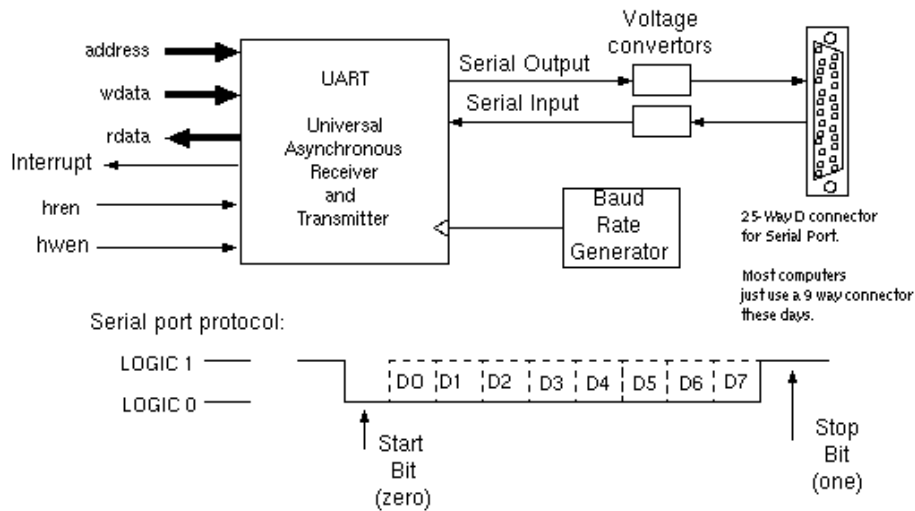 address
wdata
rdata
Interrupt
hren
hwen
UART
Universal
Asynchronous
Receiver
and
Transmitter
Serial Output
Serial Input
Voltage
convertors
Baud
Rate
Generator
25-Way D connector
for Serial Port.
Most computers
just use a 9 way connector
these days.
Serial port protocol:
LOGIC 1
LOGIC 0
D0 D1 D2 D3 D4 D5 D6 D7
Start
Bit
(zero)
Stop
Bit
(one)